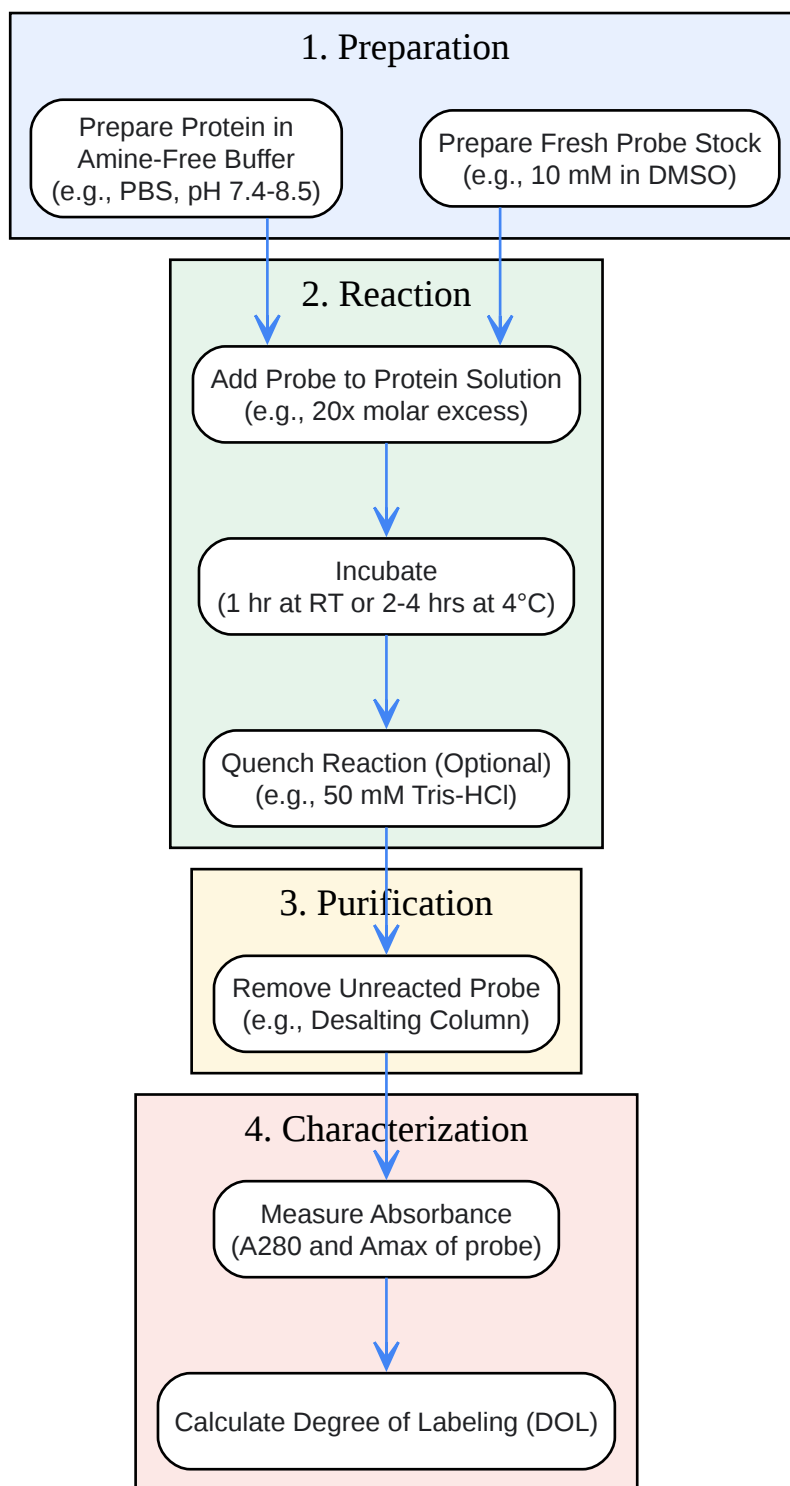 1. Preparation
Prepare Protein in
Amine-Free Buffer
(e.g., PBS, pH 7.4-8.5)
Prepare Fresh Probe Stock
(e.g., 10 mM in DMSO)
2. Reaction
Add Probe to Protein Solution
(e.g., 20x molar excess)
Incubate
(1 hr at RT or 2-4 hrs at 4°C)
Quench Reaction (Optional)
(e.g., 50 mM Tris-HCl)
3. Purification
Remove Unreacted Probe
(e.g., Desalting Column)
4. Characterization
Measure Absorbance
(A280 and Amax of probe)
Calculate Degree of Labeling (DOL)